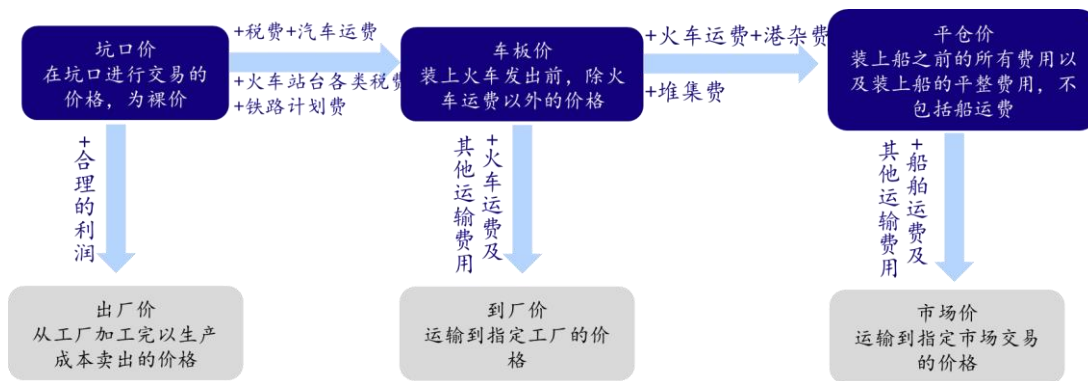 坑口价
在坑口进行交易的
价格，为裸价
+税费+汽车运费
+火车站台各类税费
+铁路计划费
车板价
装上火车发出前，除火
车运费以外的价格
+火车运费+港杂费
+堆集费
平仓价
装上船之前的所有费用以
及装上船的平整费用，不
包括船运费
+合理的利润
+火车运费及
其他运输费用
+船舶运费及
其他运输费用
出厂价
从工厂加工完以生产
成本卖出的价格
到厂价
运输到指定工厂的价
格
市场价
运输到指定市场交易
的价格